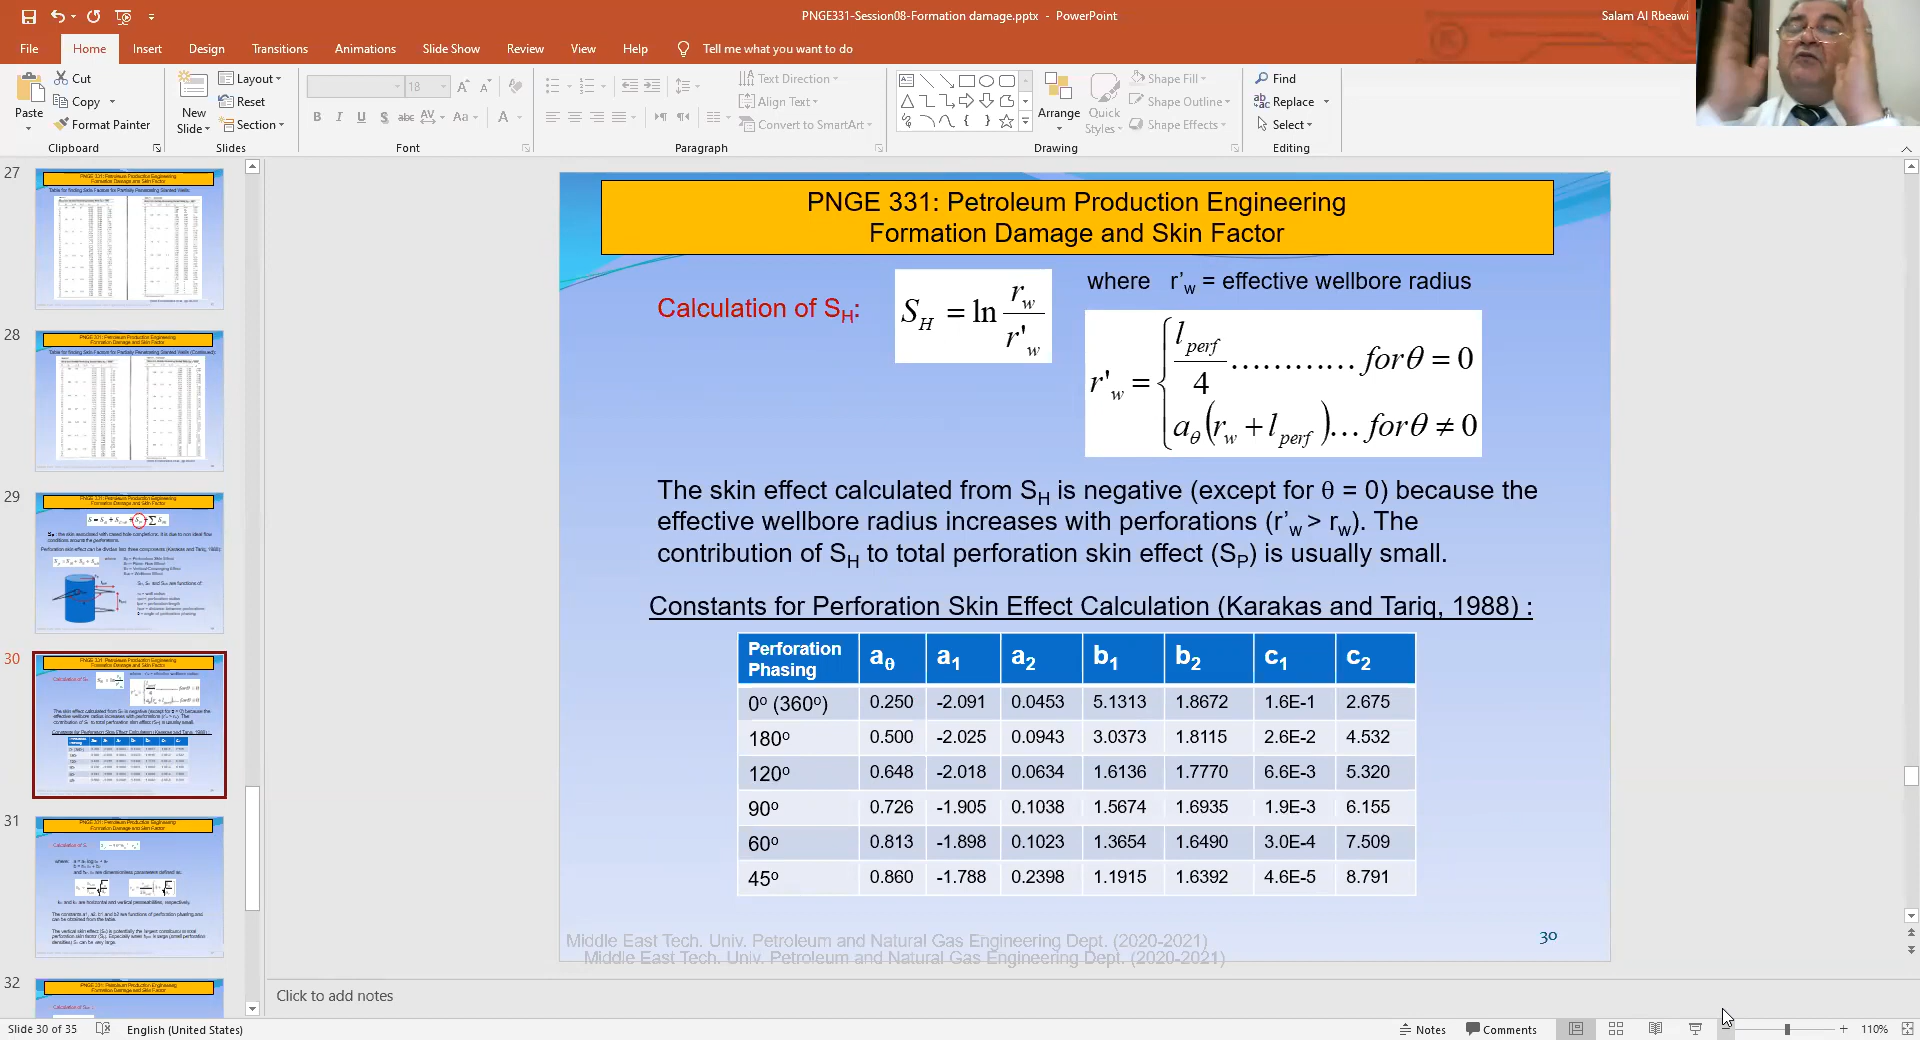 PNGE331-Session08-Formation damage.pptx - PowerPoint
Salam Al Rbeawi
File Home Insert Design Transitions Animations Slide Show Review View Help Tell me what you want to do
Paste
Cut
Copy
Format Painter
Clipboard
New
Slide
Layout
Reset
Section
Slides
18
B I U S abc AV Aa A
Font
Text Direction
Align Text
Convert to SmartArt
Paragraph
Arrange
Quick
Styles
Shape Fill
Shape Outline
Shape Effects
Drawing
Find
Replace
Select
Editing
27
28
29
30
31
32
PNGE 331: Petroleum Production Engineering
Formation Damage and Skin Factor
Calculation of S_H:
S_H = ln r_w / r'_w
where r'_w = effective wellbore radius
r'_w = { l_perf / 4 ............ for θ = 0
a_θ (r_w + l_perf) ... for θ ≠ 0
The skin effect calculated from S_H is negative (except for θ = 0) because the
effective wellbore radius increases with perforations (r'_w > r_w). The
contribution of S_H to total perforation skin effect (S_P) is usually small.
Constants for Perforation Skin Effect Calculation (Karakas and Tariq, 1988) :
Perforation Phasing a_θ a_1 a_2 b_1 b_2 c_1 c_2
0º (360º) 0.250 -2.091 0.0453 5.1313 1.8672 1.6E-1 2.675
180º 0.500 -2.025 0.0943 3.0373 1.8115 2.6E-2 4.532
120º 0.648 -2.018 0.0634 1.6136 1.7770 6.6E-3 5.320
90º 0.726 -1.905 0.1038 1.5674 1.6935 1.9E-3 6.155
60º 0.813 -1.898 0.1023 1.3654 1.6490 3.0E-4 7.509
45º 0.860 -1.788 0.2398 1.1915 1.6392 4.6E-5 8.791
Middle East Tech. Univ. Petroleum and Natural Gas Engineering Dept. (2020-2021)
Middle East Tech. Univ. Petroleum and Natural Gas Engineering Dept. (2020-2021)
30
Click to add notes
Slide 30 of 35 English (United States)
Notes Comments 110%